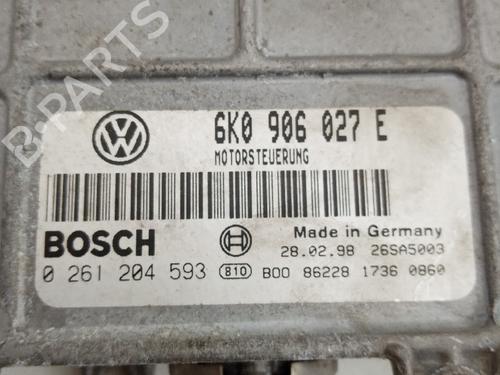 B-PARTS
6K0 906 027 E
MOTORSTEUERUNG
BOSCH
Made in Germany
28.02.98 26SA5003
0 261 204 593 810 B00 86228 1736 0860